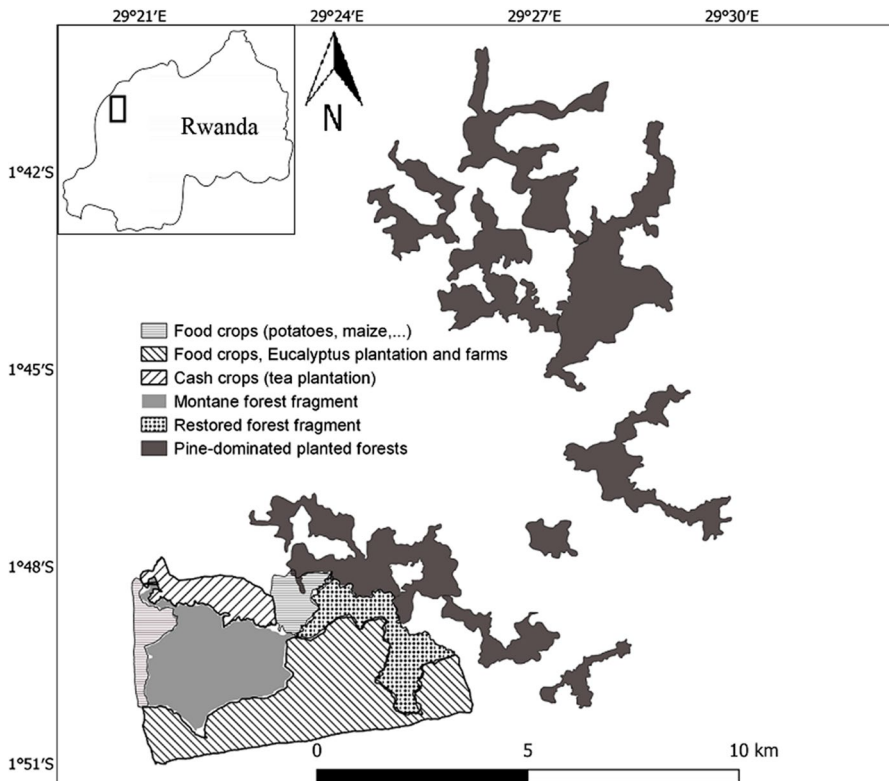 29°21′E 29°24′E 29°27′E 29°30′E
Rwanda
N
1°42′S
1°45′S
1°48′S
1°51′S
Food crops (potatoes, maize,...)
Food crops, Eucalyptus plantation and farms
Cash crops (tea plantation)
Montane forest fragment
Restored forest fragment
Pine-dominated planted forests
0 5 10 km